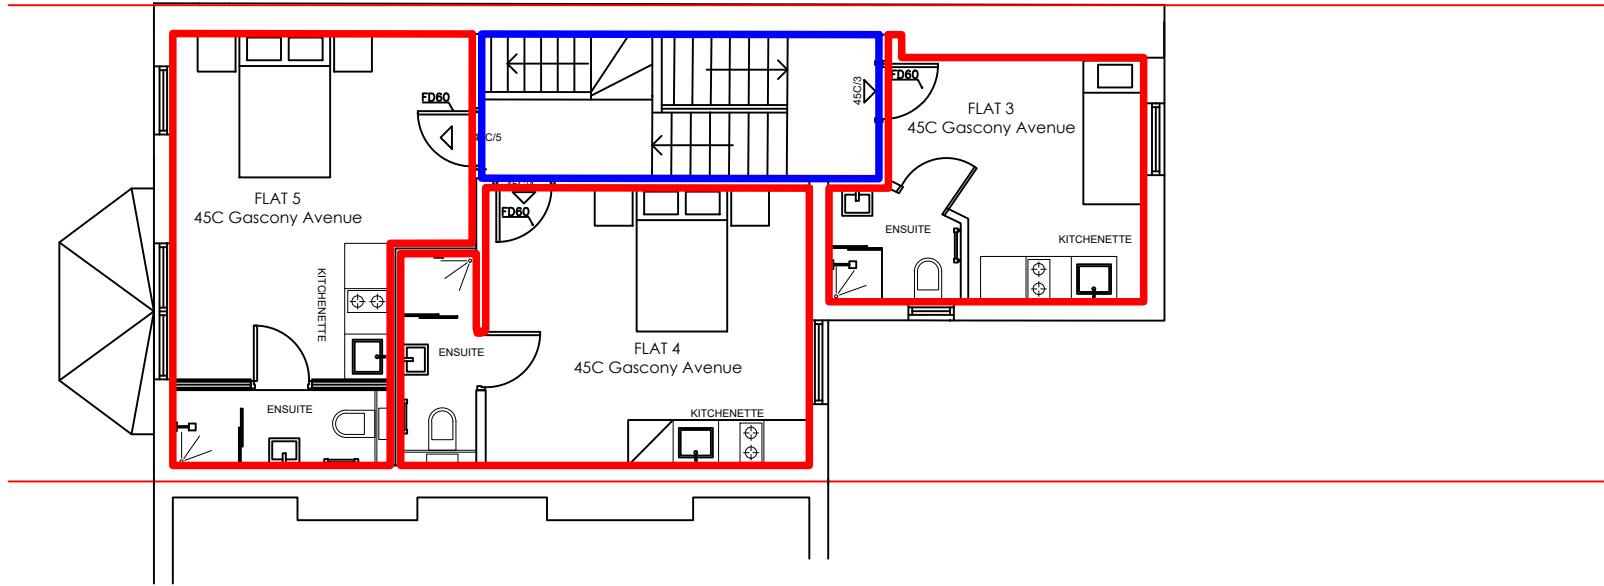 FD60
45C/3
FD60
FLAT 3
45C Gascony Avenue
C/5
FLAT 5
45C Gascony Avenue
FD60
ENSUITE
KITCHENETTE
KITCHENETTE
ENSUITE
FLAT 4
45C Gascony Avenue
ENSUITE
KITCHENETTE